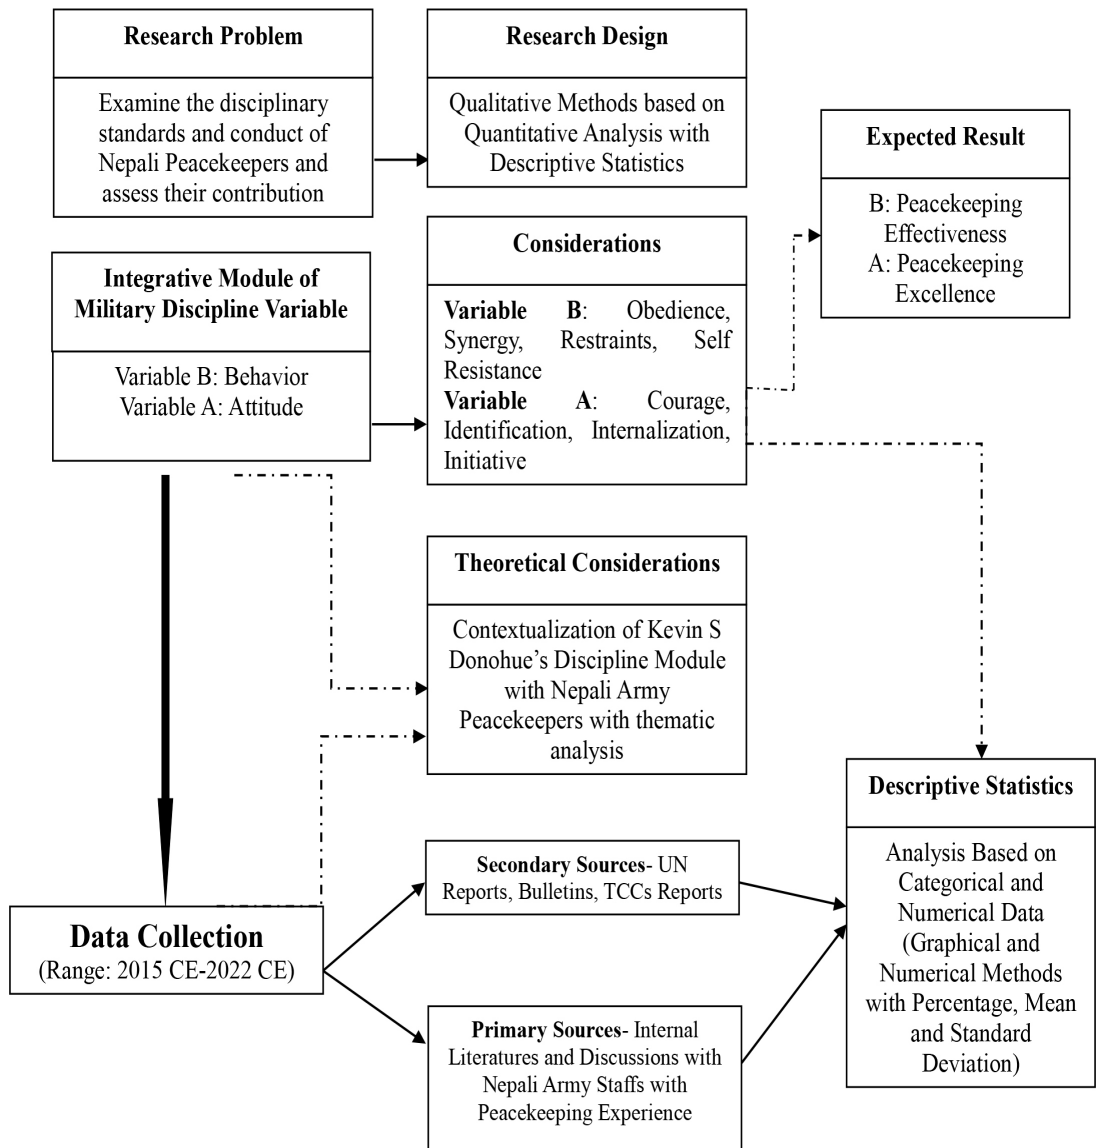 Research Problem
Examine the disciplinary
standards and conduct of
Nepali Peacekeepers and
assess their contribution
Research Design
Qualitative Methods based on
Quantitative Analysis with
Descriptive Statistics
Expected Result
B: Peacekeeping
Effectiveness
A: Peacekeeping
Excellence
Integrative Module of
Military Discipline Variable
Variable B: Behavior
Variable A: Attitude
Considerations
Variable B: Obedience,
Synergy, Restraints, Self
Resistance
Variable A: Courage,
Identification, Internalization,
Initiative
Theoretical Considerations
Contextualization of Kevin S
Donohue’s Discipline Module
with Nepali Army
Peacekeepers with thematic
analysis
Data Collection
(Range: 2015 CE-2022 CE)
Secondary Sources- UN
Reports, Bulletins, TCCs Reports
Primary Sources- Internal
Literatures and Discussions with
Nepali Army Staffs with
Peacekeeping Experience
Descriptive Statistics
Analysis Based on
Categorical and
Numerical Data
(Graphical and
Numerical Methods
with Percentage, Mean
and Standard
Deviation)